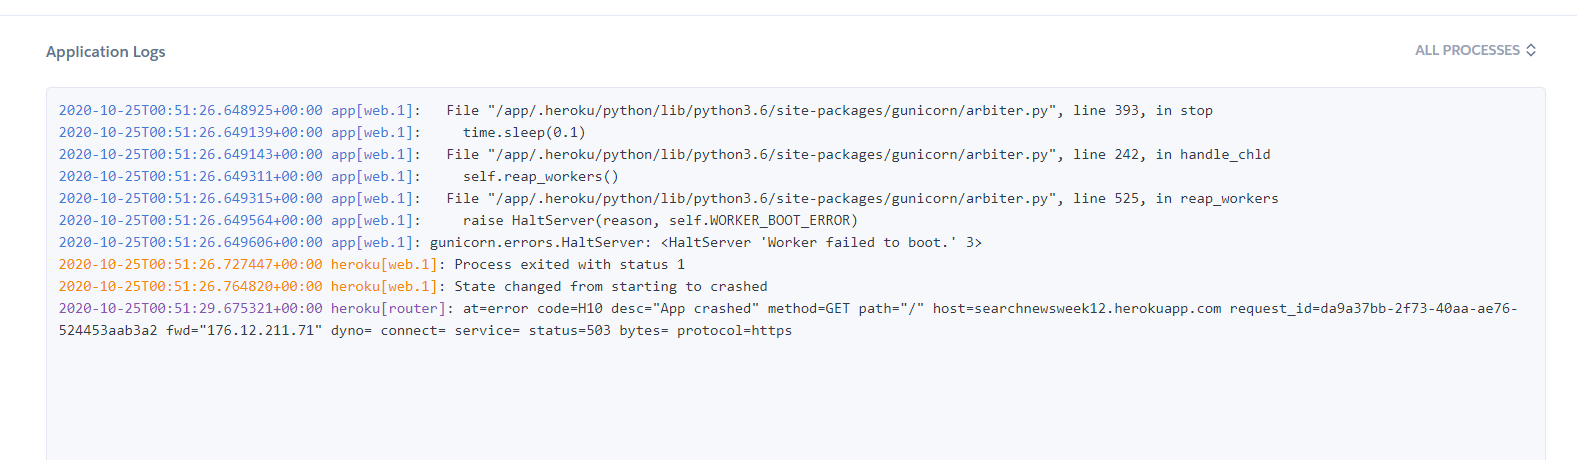 Application Logs
ALL PROCESSES
2020-10-25T00:51:26.648925+00:00 app[web.1]:   File "/app/.heroku/python/lib/python3.6/site-packages/gunicorn/arbiter.py", line 393, in stop
2020-10-25T00:51:26.649139+00:00 app[web.1]:     time.sleep(0.1)
2020-10-25T00:51:26.649143+00:00 app[web.1]:   File "/app/.heroku/python/lib/python3.6/site-packages/gunicorn/arbiter.py", line 242, in handle_chld
2020-10-25T00:51:26.649311+00:00 app[web.1]:     self.reap_workers()
2020-10-25T00:51:26.649315+00:00 app[web.1]:   File "/app/.heroku/python/lib/python3.6/site-packages/gunicorn/arbiter.py", line 525, in reap_workers
2020-10-25T00:51:26.649564+00:00 app[web.1]:     raise HaltServer(reason, self.WORKER_BOOT_ERROR)
2020-10-25T00:51:26.649606+00:00 app[web.1]: gunicorn.errors.HaltServer: <HaltServer 'Worker failed to boot.' 3>
2020-10-25T00:51:26.727447+00:00 heroku[web.1]: Process exited with status 1
2020-10-25T00:51:26.764820+00:00 heroku[web.1]: State changed from starting to crashed
2020-10-25T00:51:29.675321+00:00 heroku[router]: at=error code=H10 desc="App crashed" method=GET path="/" host=searchnewsweek12.herokuapp.com request_id=da9a37bb-2f73-40aa-ae76-
524453aab3a2 fwd="176.12.211.71" dyno= connect= service= status=503 bytes= protocol=https